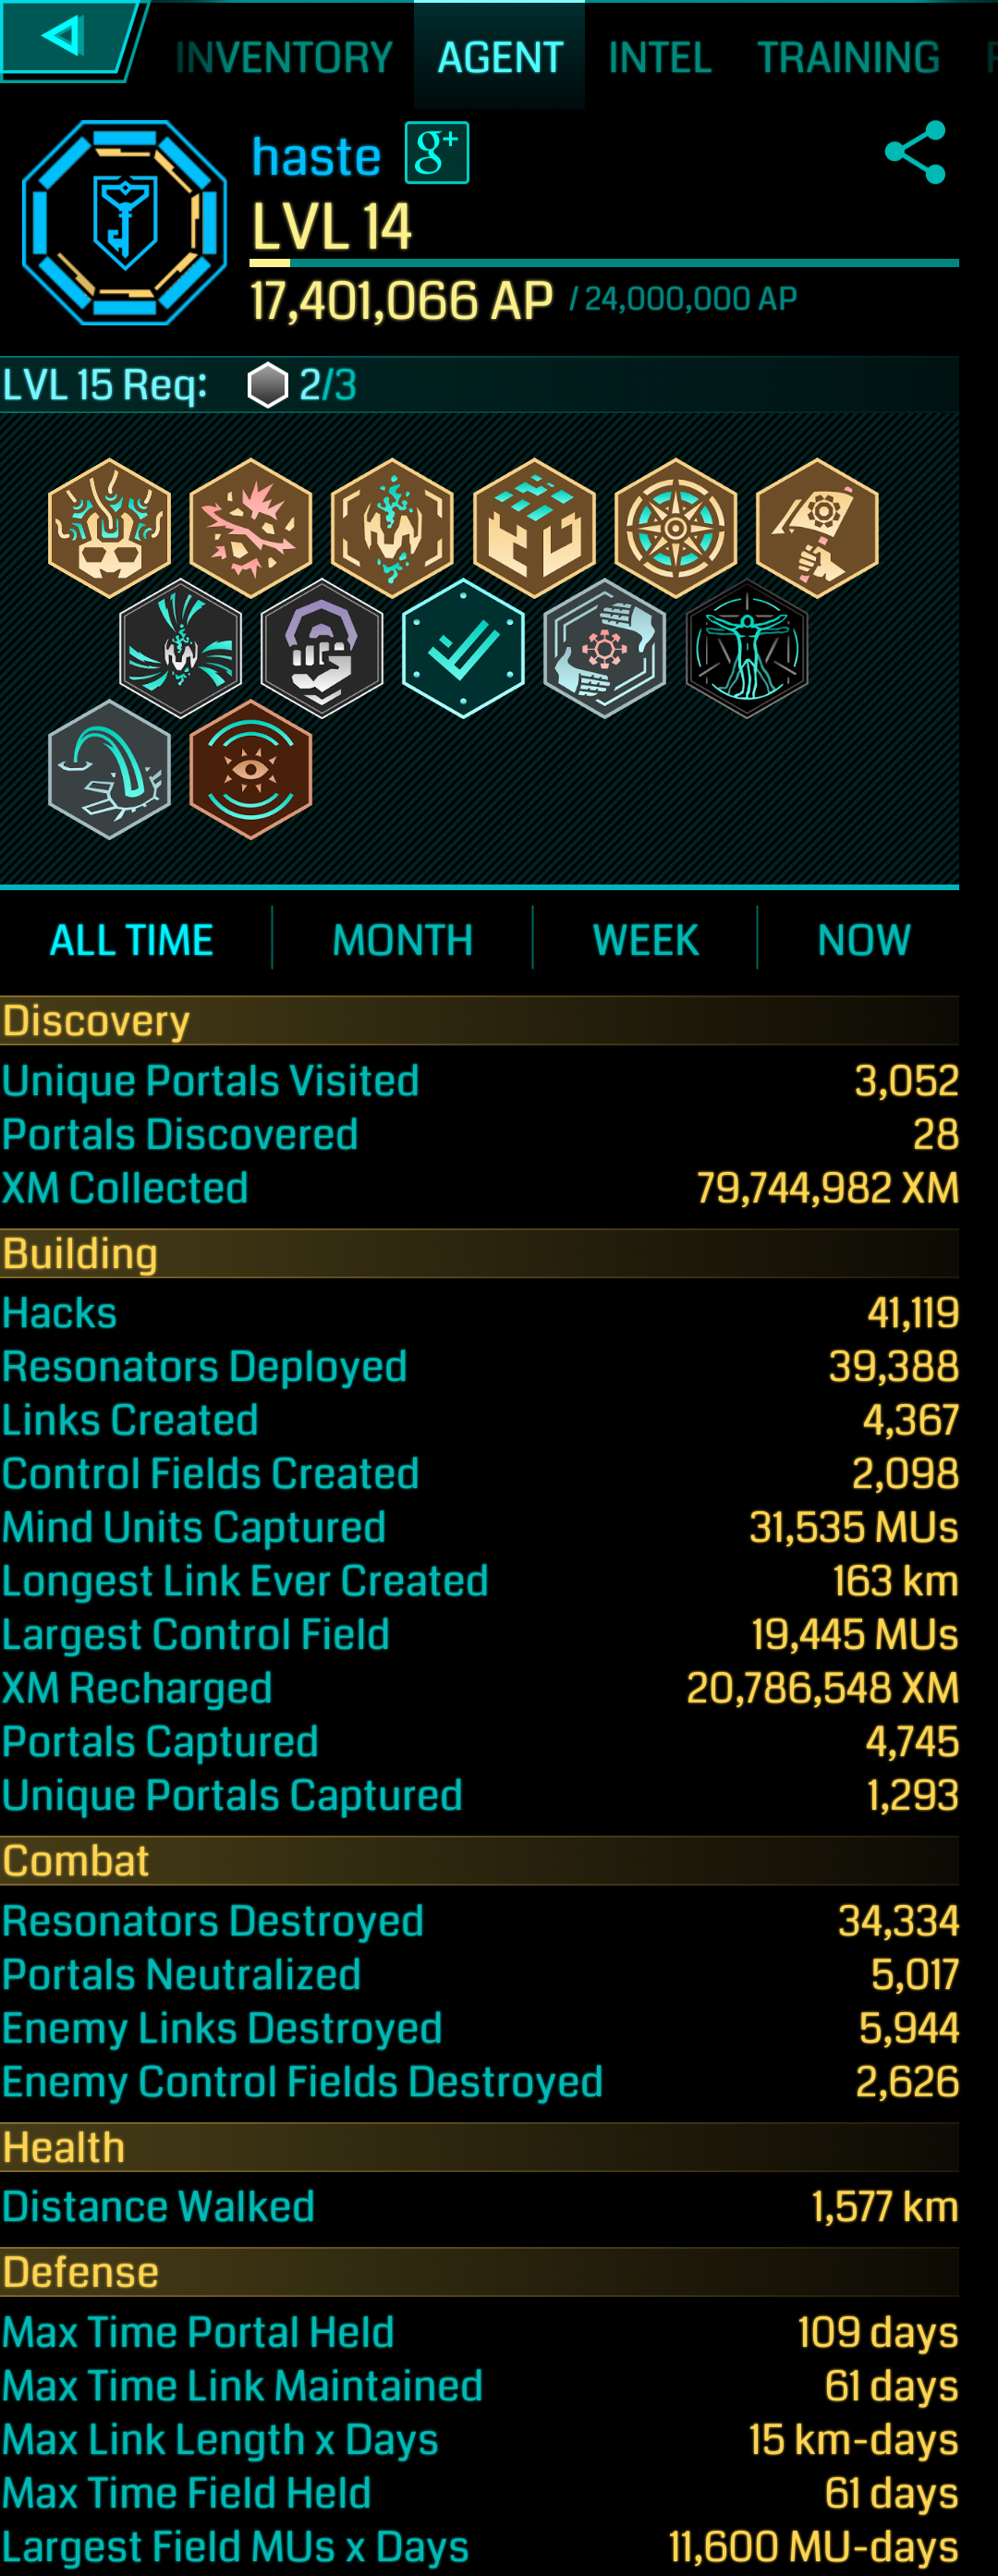 INVENTORY AGENT INTEL TRAINING
haste g+
LVL 14
17,401,066 AP / 24,000,000 AP
LVL 15 Req: 2/3
ALL TIME MONTH WEEK NOW
Discovery
Unique Portals Visited 3,052
Portals Discovered 28
XM Collected 79,744,982 XM
Building
Hacks 41,119
Resonators Deployed 39,388
Links Created 4,367
Control Fields Created 2,098
Mind Units Captured 31,535 MUs
Longest Link Ever Created 163 km
Largest Control Field 19,445 MUs
XM Recharged 20,786,548 XM
Portals Captured 4,745
Unique Portals Captured 1,293
Combat
Resonators Destroyed 34,334
Portals Neutralized 5,017
Enemy Links Destroyed 5,944
Enemy Control Fields Destroyed 2,626
Health
Distance Walked 1,577 km
Defense
Max Time Portal Held 109 days
Max Time Link Maintained 61 days
Max Link Length x Days 15 km-days
Max Time Field Held 61 days
Largest Field MUs x Days 11,600 MU-days